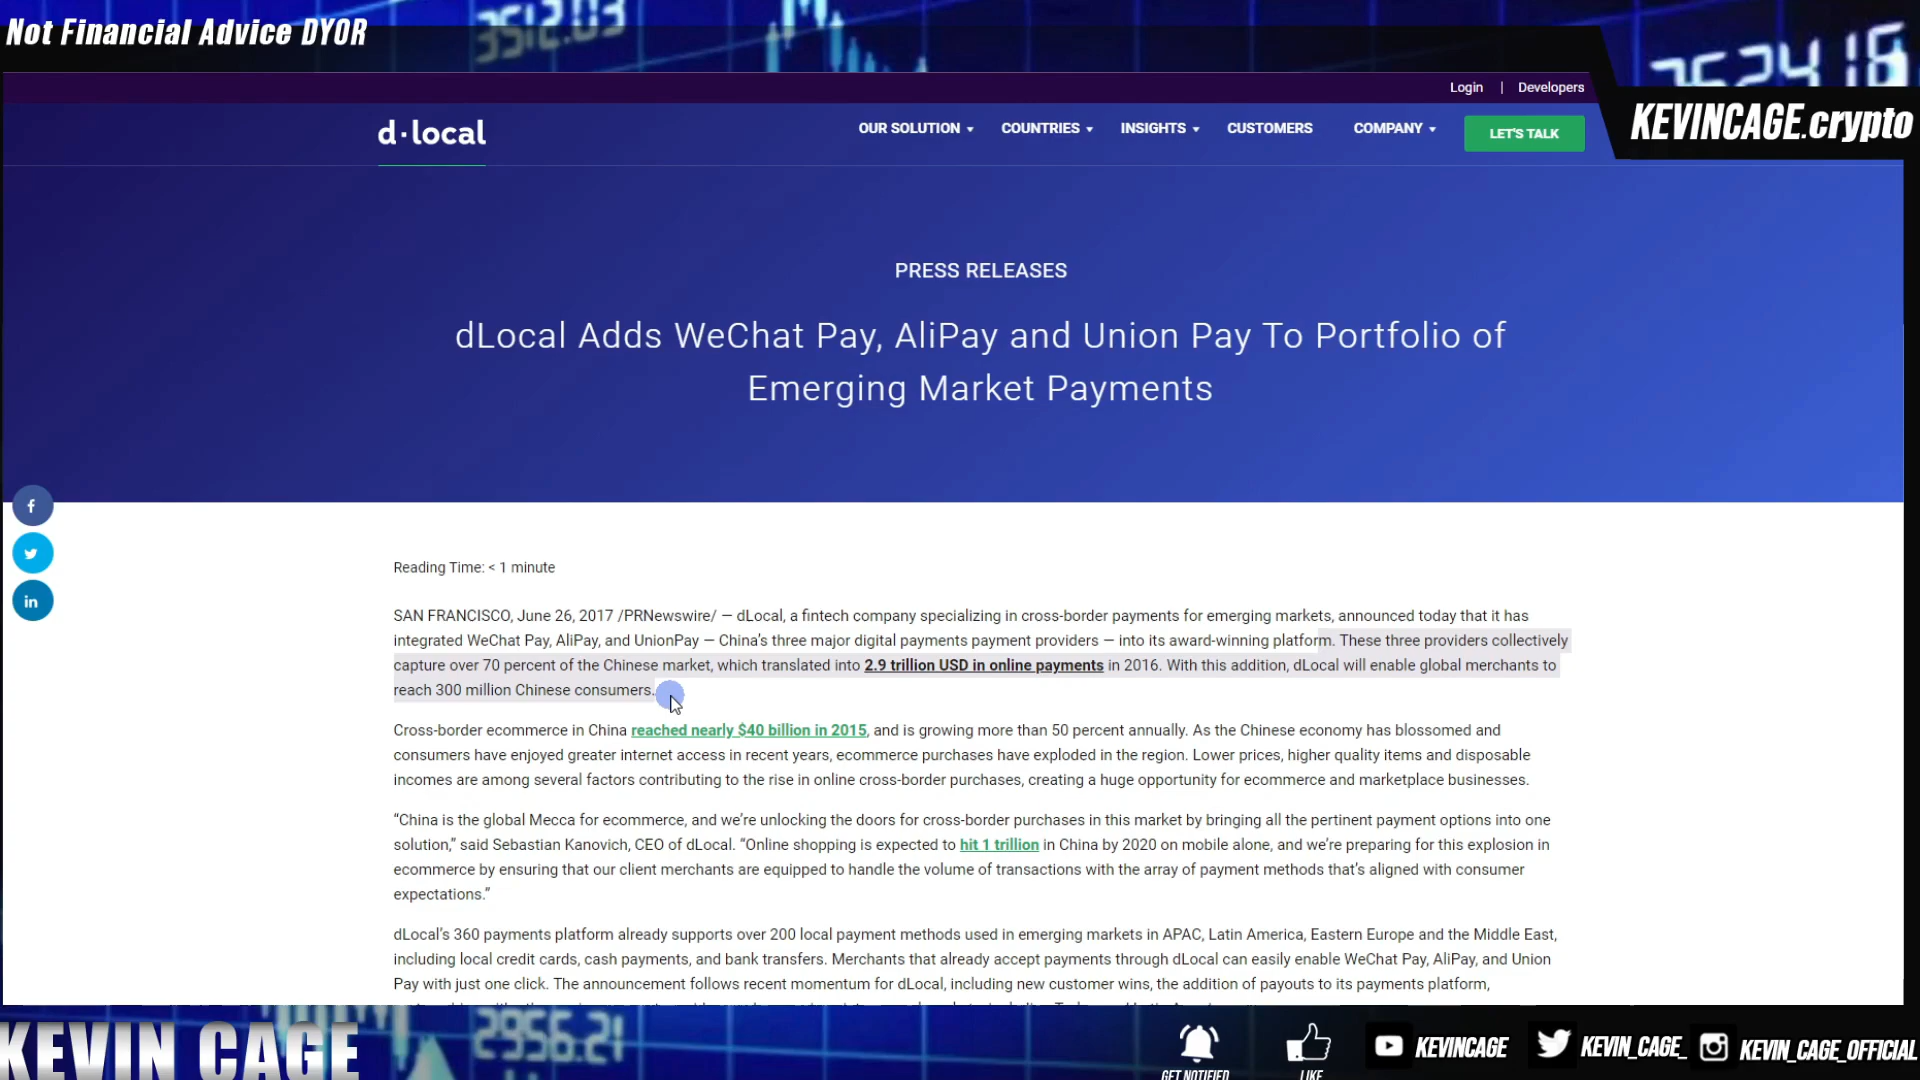 Not Financial Advice DYOR
3512.03
Login | Developers
d·local
OUR SOLUTION
COUNTRIES
INSIGHTS
CUSTOMERS
COMPANY
LET'S TALK
KEVINCAGE.crypto
PRESS RELEASES
dLocal Adds WeChat Pay, AliPay and Union Pay To Portfolio of
Emerging Market Payments
Reading Time: < 1 minute
SAN FRANCISCO, June 26, 2017 /PRNewswire/ — dLocal, a fintech company specializing in cross-border payments for emerging markets, announced today that it has
integrated WeChat Pay, AliPay, and UnionPay — China's three major digital payments payment providers — into its award-winning platform. These three providers collectively
capture over 70 percent of the Chinese market, which translated into 2.9 trillion USD in online payments in 2016. With this addition, dLocal will enable global merchants to
reach 300 million Chinese consumers.
Cross-border ecommerce in China reached nearly $40 billion in 2015, and is growing more than 50 percent annually. As the Chinese economy has blossomed and
consumers have enjoyed greater internet access in recent years, ecommerce purchases have exploded in the region. Lower prices, higher quality items and disposable
incomes are among several factors contributing to the rise in online cross-border purchases, creating a huge opportunity for ecommerce and marketplace businesses.
“China is the global Mecca for ecommerce, and we're unlocking the doors for cross-border purchases in this market by bringing all the pertinent payment options into one
solution,” said Sebastian Kanovich, CEO of dLocal. “Online shopping is expected to hit 1 trillion in China by 2020 on mobile alone, and we're preparing for this explosion in
ecommerce by ensuring that our client merchants are equipped to handle the volume of transactions with the array of payment methods that's aligned with consumer
expectations.”
dLocal's 360 payments platform already supports over 200 local payment methods used in emerging markets in APAC, Latin America, Eastern Europe and the Middle East,
including local credit cards, cash payments, and bank transfers. Merchants that already accept payments through dLocal can easily enable WeChat Pay, AliPay, and Union
Pay with just one click. The announcement follows recent momentum for dLocal, including new customer wins, the addition of payouts to its payments platform,
KEVIN CAGE
2956.21
GET NOTIFIED
LIKE
KEVINCAGE
KEVIN_CAGE_
KEVIN_CAGE_OFFICIAL